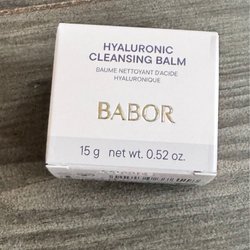 HYALURONIC
CLEANSING BALM
BAUME NETTOYANT D'ACIDE
HYALURONIQUE
BABOR
15 g net wt. 0.52 oz.